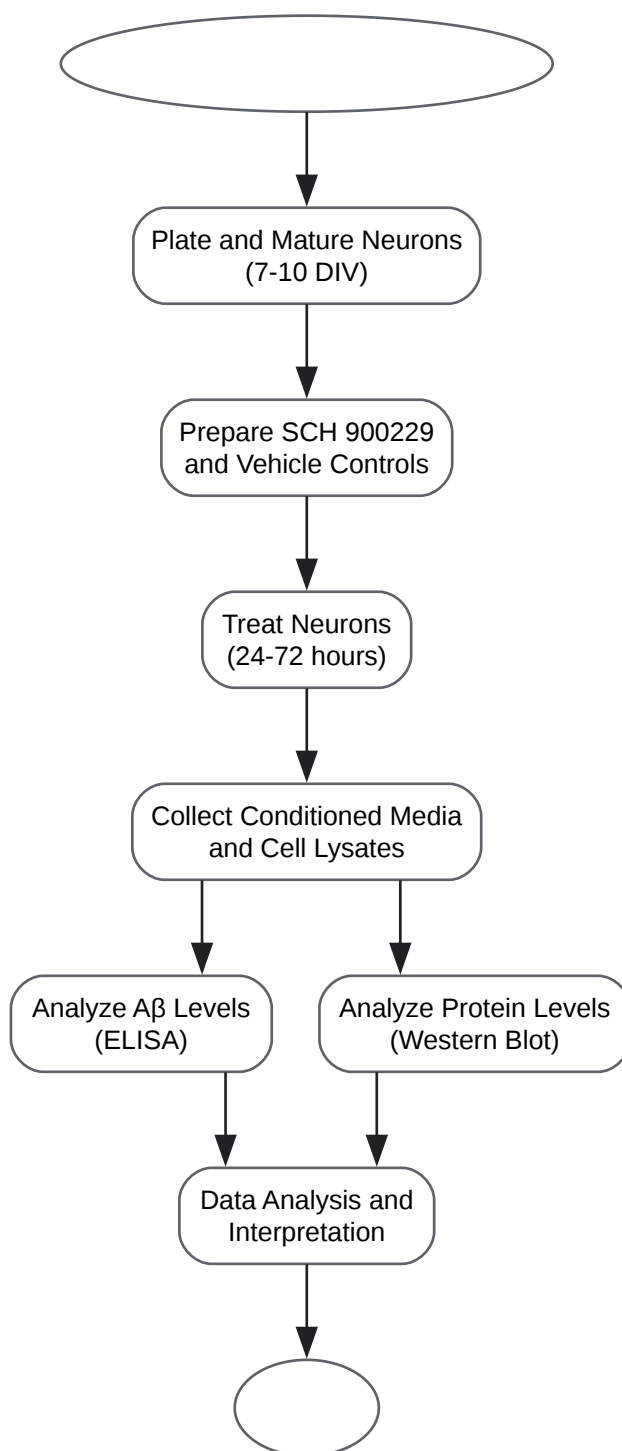 Plate and Mature Neurons
(7-10 DIV)
Prepare SCH 900229
and Vehicle Controls
Treat Neurons
(24-72 hours)
Collect Conditioned Media
and Cell Lysates
Analyze Aβ Levels
(ELISA)
Analyze Protein Levels
(Western Blot)
Data Analysis and
Interpretation